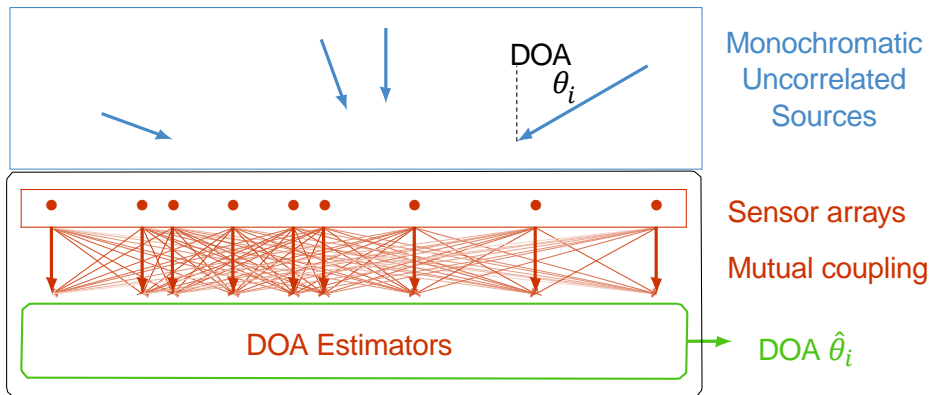 DOA
θᵢ
Monochromatic
Uncorrelated
Sources
Sensor arrays
Mutual coupling
DOA Estimators
DOA θ̂ᵢ